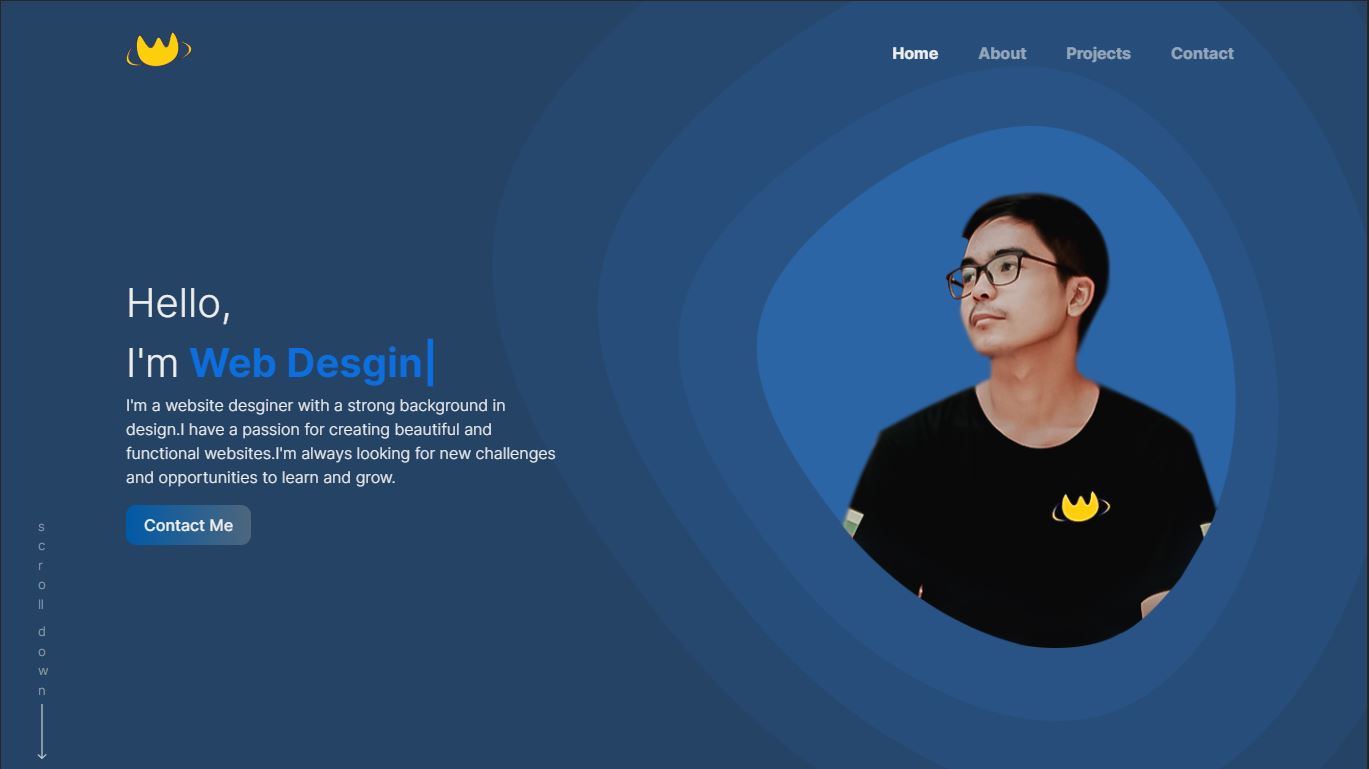 Home About Projects Contact
Hello,
I'm Web Desgin|
I'm a website desginer with a strong background in
design.I have a passion for creating beautiful and
functional websites.I'm always looking for new challenges
and opportunities to learn and grow.
Contact Me
scroll down